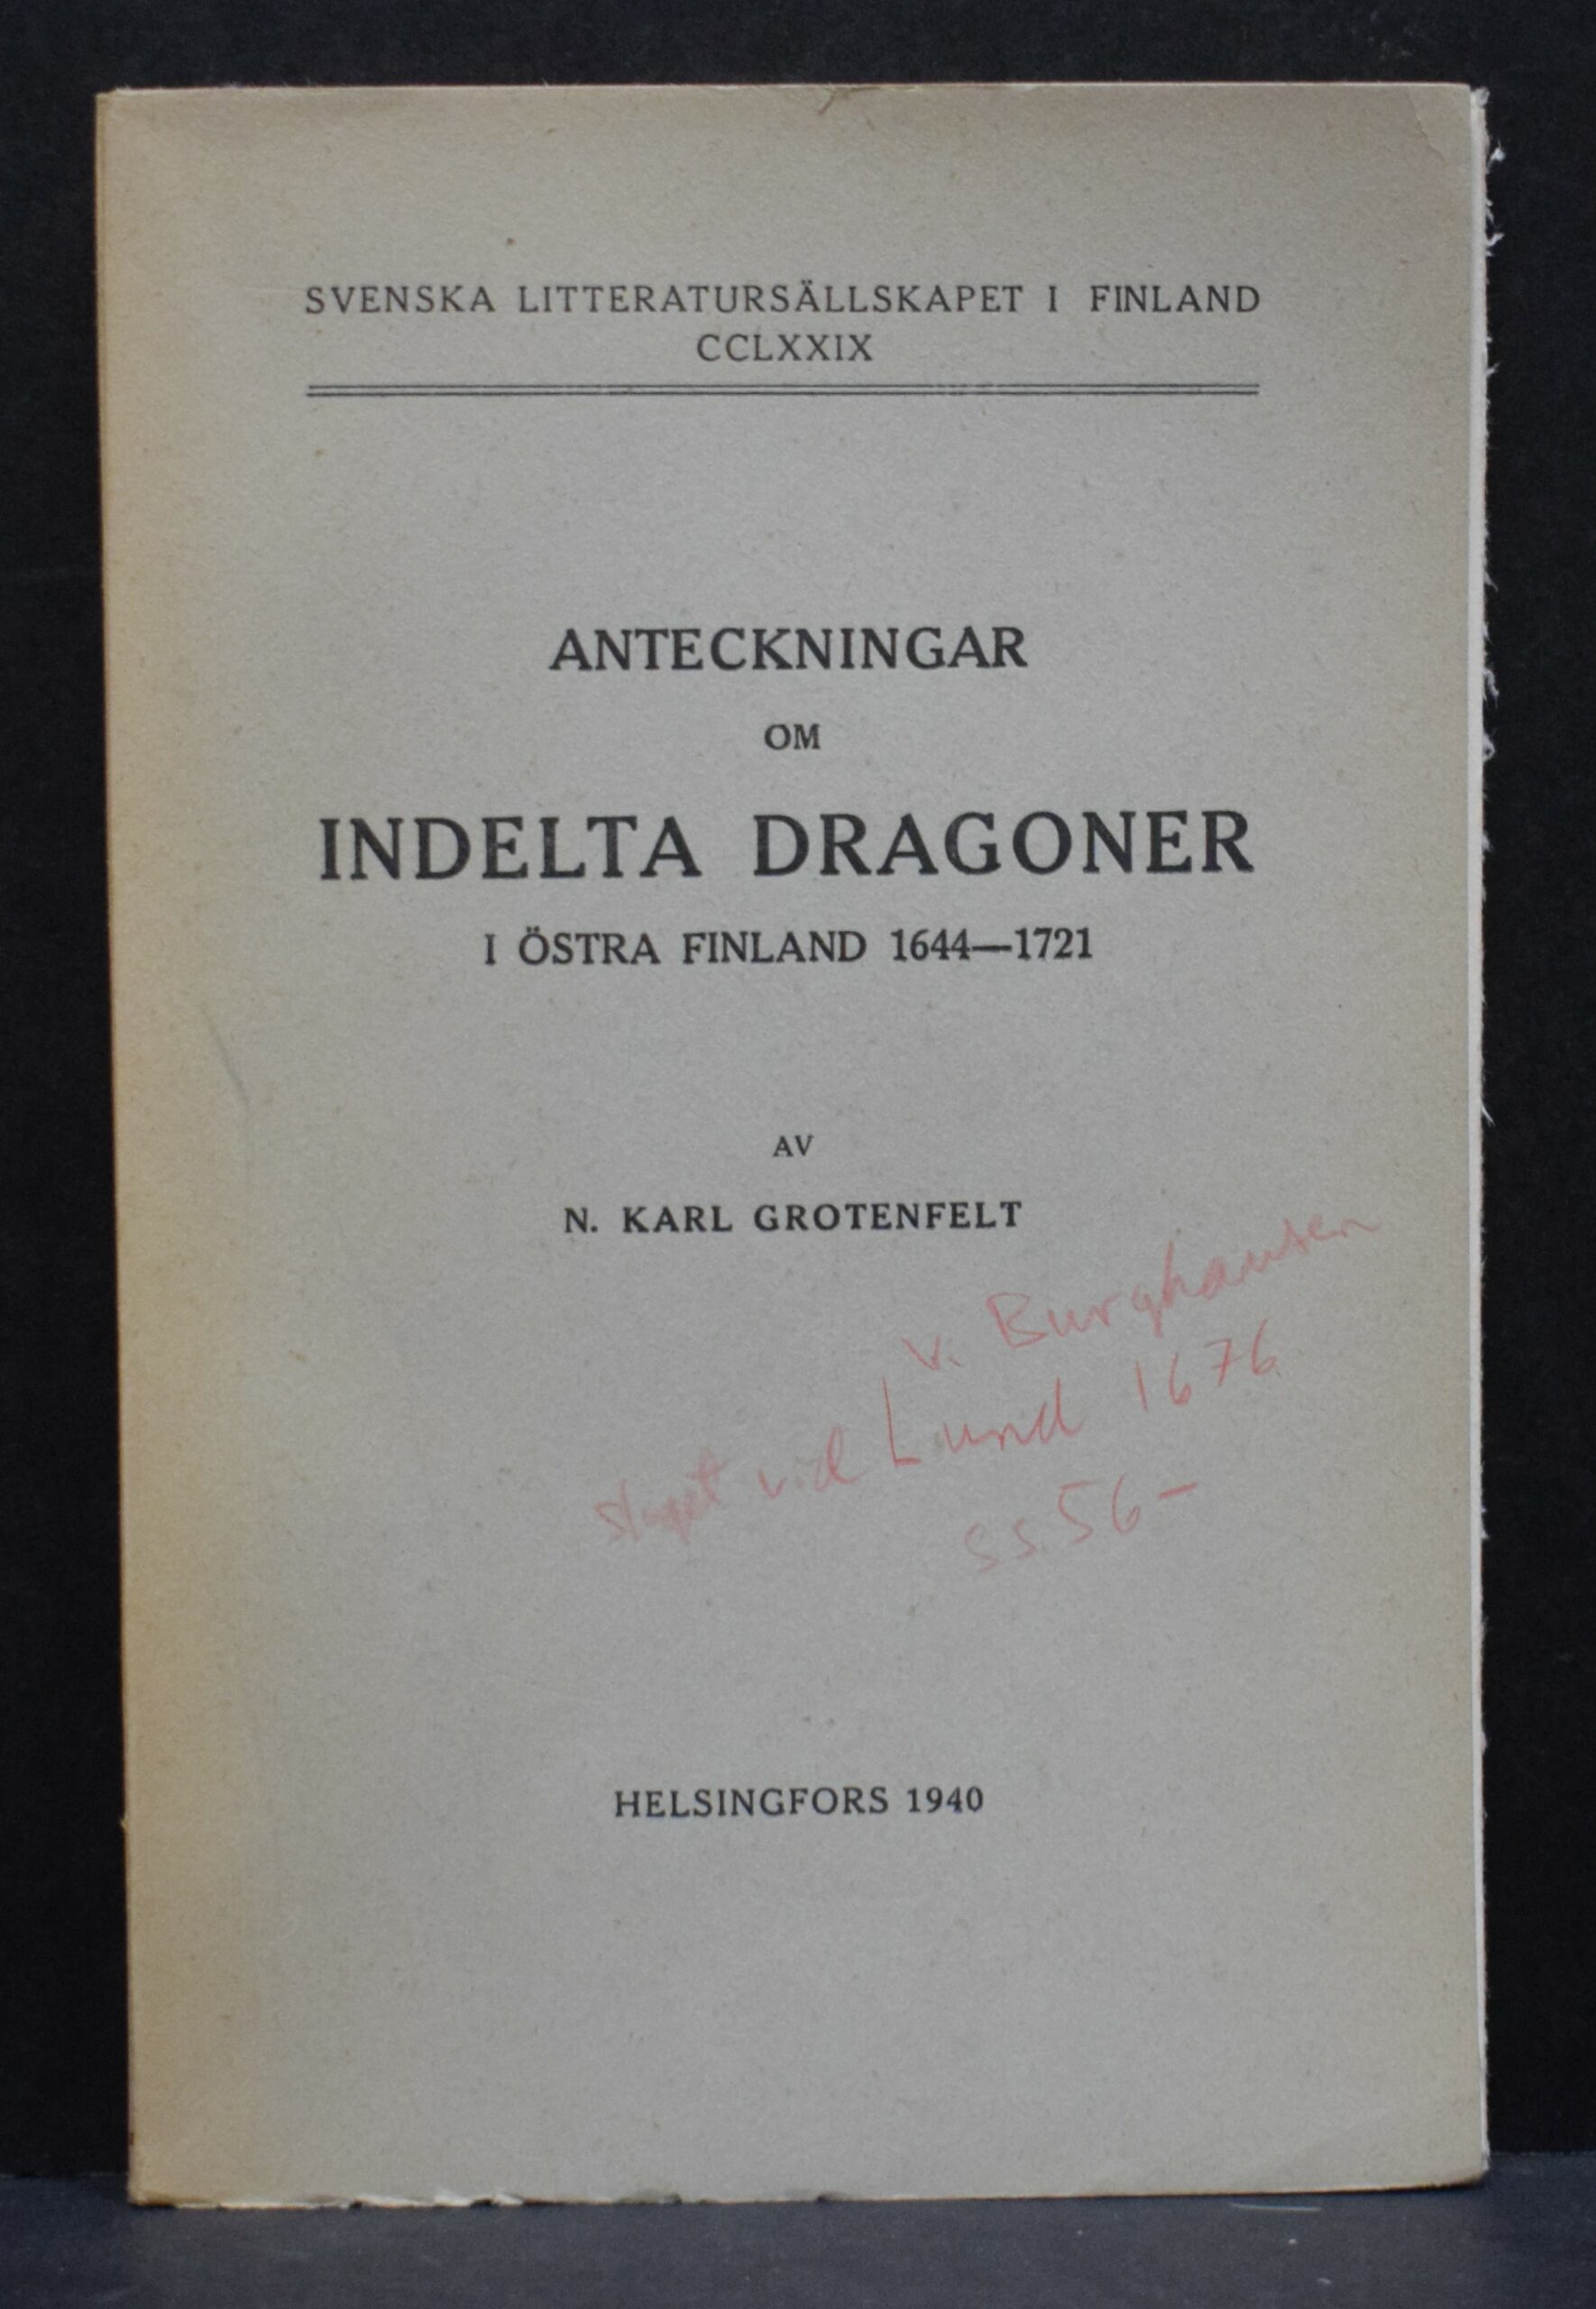 SVENSKA LITTERATURSÄLLSKAPET I FINLAND
CCLXXIX
ANTECKNINGAR
OM
INDELTA DRAGONER
I ÖSTRA FINLAND 1644—1721
AV
N. KARL GROTENFELT
v. Burghausen
slaget vid Lund 1676
ss. 56-
HELSINGFORS 1940